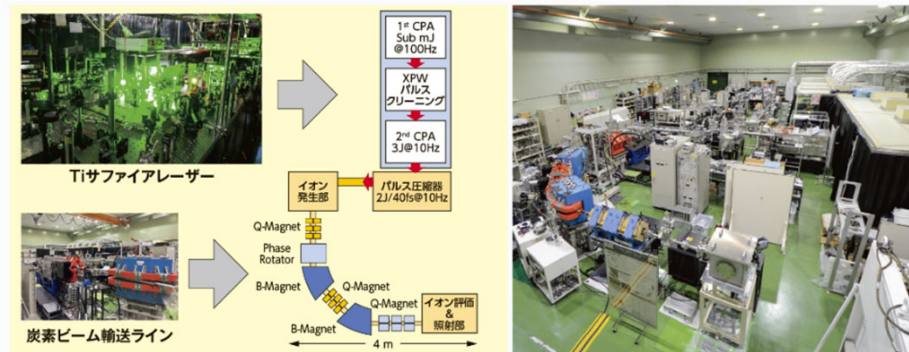 1st CPA
Sub mJ
@100Hz
XPW
パルス
クリーニング
2nd CPA
3J@10Hz
Tiサファイアレーザー
イオン
発生部
パルス圧縮器
2J/40fs@10Hz
Q-Magnet
Phase
Rotator
B-Magnet
Q-Magnet
Q-Magnet
B-Magnet
イオン評価
&
照射部
4 m
炭素ビーム輸送ライン